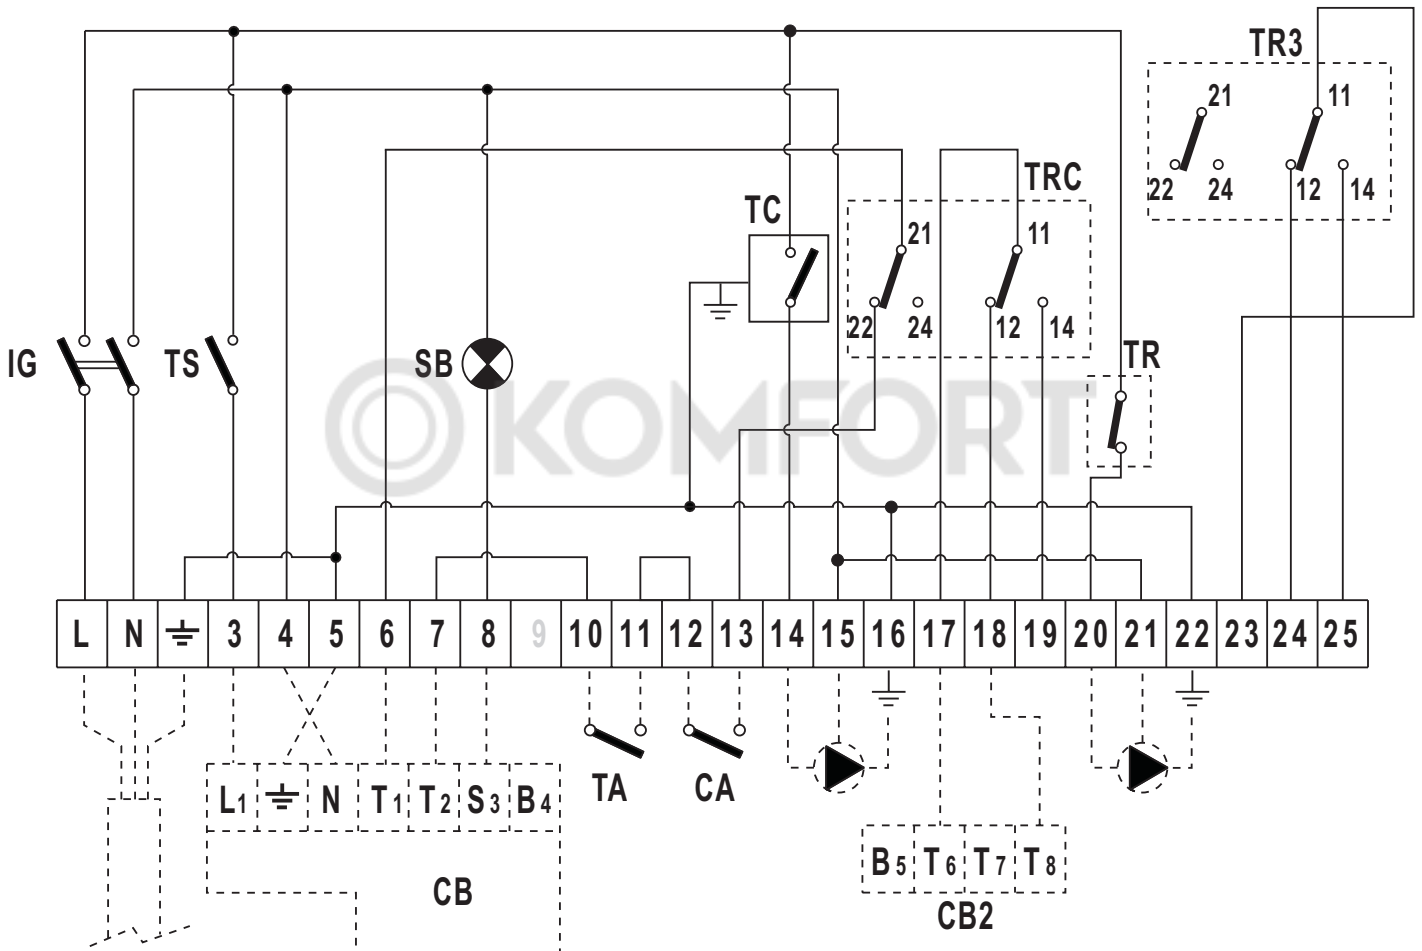 TR3
21 11
22 24 12 14
TRC
TC
21 11
22 24 12 14
TR
IG TS SB
KOMFORT
L N 3 4 5 6 7 8 9 10 11 12 13 14 15 16 17 18 19 20 21 22 23 24 25
TA CA
L1 N T1 T2 S3 B4
B5 T6 T7 T8
CB
CB2